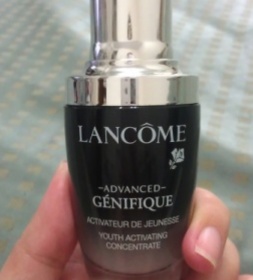 LANCÔME
-ADVANCED-
GÉNIFIQUE
ACTIVATEUR DE JEUNESSE
YOUTH ACTIVATING
CONCENTRATE